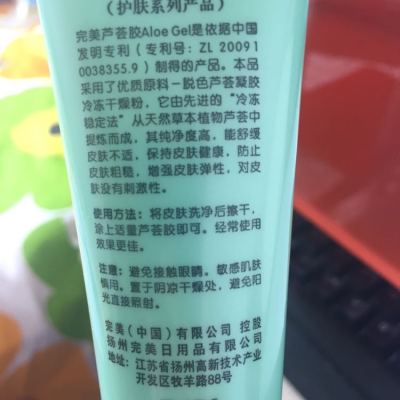 （护肤系列产品）
完美芦荟胶Aloe Gel是依据中国
发明专利（专利号：ZL 20091
0038355.9）制得的产品。本品
采用了优质原料—脱色芦荟凝胶
冷冻干燥粉，它由先进的“冷冻
稳定法”从天然草本植物芦荟中
提炼而成，其纯净度高，能舒缓
皮肤不适，保持皮肤健康，防止
皮肤粗糙，增强皮肤弹性，对皮
肤没有刺激性。
使用方法：将皮肤洗净后擦干，
涂上适量芦荟胶即可。经常使用
效果更佳。
注意：避免接触眼睛。敏感肌肤
慎用。置于阴凉干燥处，避免阳
光直接照射。
完美（中国）有限公司 控股
扬州完美日用品有限公司
地址：江苏省扬州高新技术产业
开发区牧羊路88号